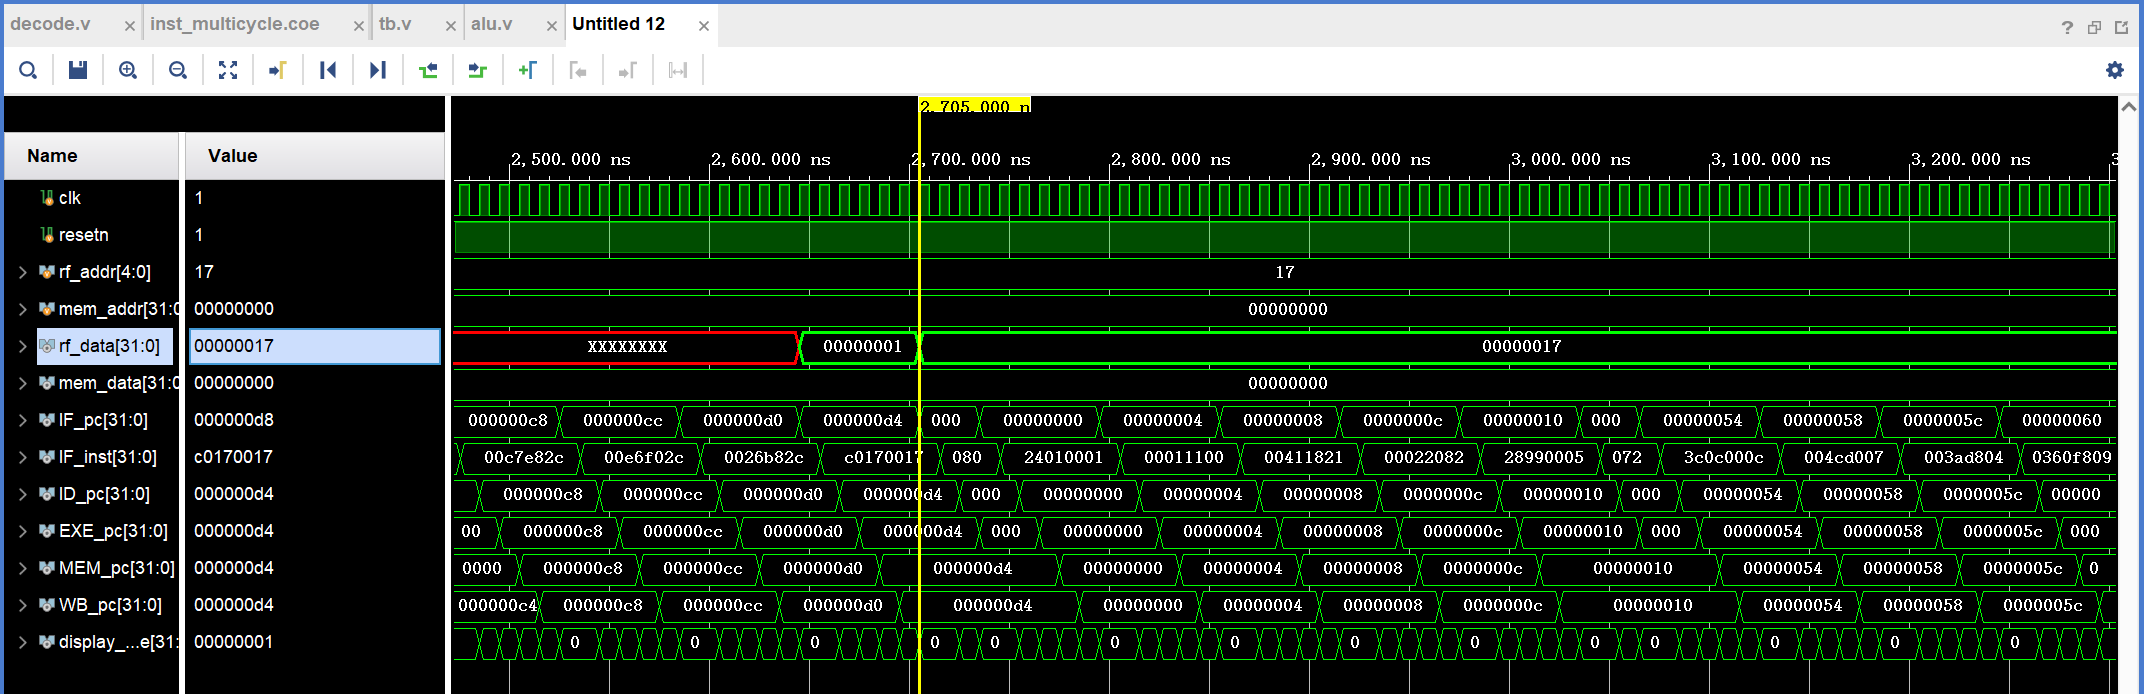 decode.v × inst_multicycle.coe × tb.v × alu.v × Untitled 12 ×
?
2,705.000 n
Name Value
2,500.000 ns 2,600.000 ns 2,700.000 ns 2,800.000 ns 2,900.000 ns 3,000.000 ns 3,100.000 ns 3,200.000 ns 3
clk 1
resetn 1
rf_addr[4:0] 17 17
mem_addr[31:0 00000000 00000000
rf_data[31:0] 00000017 XXXXXXXX 00000001 00000017
mem_data[31:0 00000000 00000000
IF_pc[31:0] 000000d8 000000c8 000000cc 000000d0 000000d4 000 00000000 00000004 00000008 0000000c 00000010 000 00000054 00000058 0000005c 00000060
IF_inst[31:0] c0170017 00c7e82c 00e6f02c 0026b82c c0170017 080 24010001 00011100 00411821 00022082 28990005 072 3c0c000c 004cd007 003ad804 0360f809
ID_pc[31:0] 000000d4 000000c8 000000cc 000000d0 000000d4 000 00000000 00000004 00000008 0000000c 00000010 000 00000054 00000058 0000005c 00000
EXE_pc[31:0] 000000d4 00 000000c8 000000cc 000000d0 000000d4 000 00000000 00000004 00000008 0000000c 00000010 000 00000054 00000058 0000005c 000
MEM_pc[31:0] 000000d4 0000 000000c8 000000cc 000000d0 000000d4 00000000 00000004 00000008 0000000c 00000010 00000054 00000058 0000005c 0
WB_pc[31:0] 000000d4 000000c4 000000c8 000000cc 000000d0 000000d4 00000000 00000004 00000008 0000000c 00000010 00000054 00000058 0000005c
display_...e[31: 00000001 0 0 0 0 0 0 0 0 0 0 0 0 0